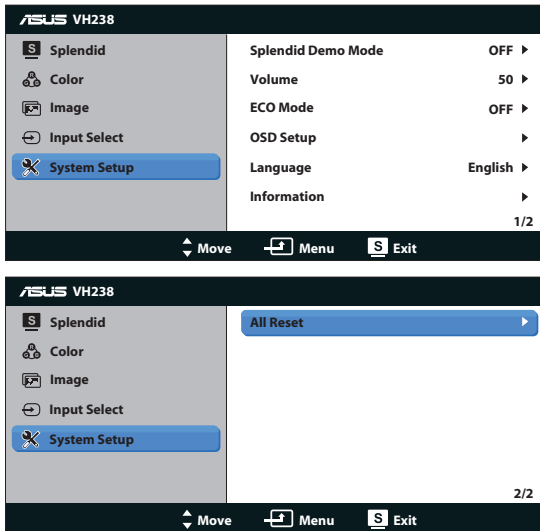 ASUS VH238
S Splendid
Color
Image
Input Select
System Setup
Splendid Demo Mode OFF
Volume 50
ECO Mode OFF
OSD Setup
Language English
Information
1/2
Move Menu S Exit
ASUS VH238
S Splendid
Color
Image
Input Select
System Setup
All Reset
2/2
Move Menu S Exit